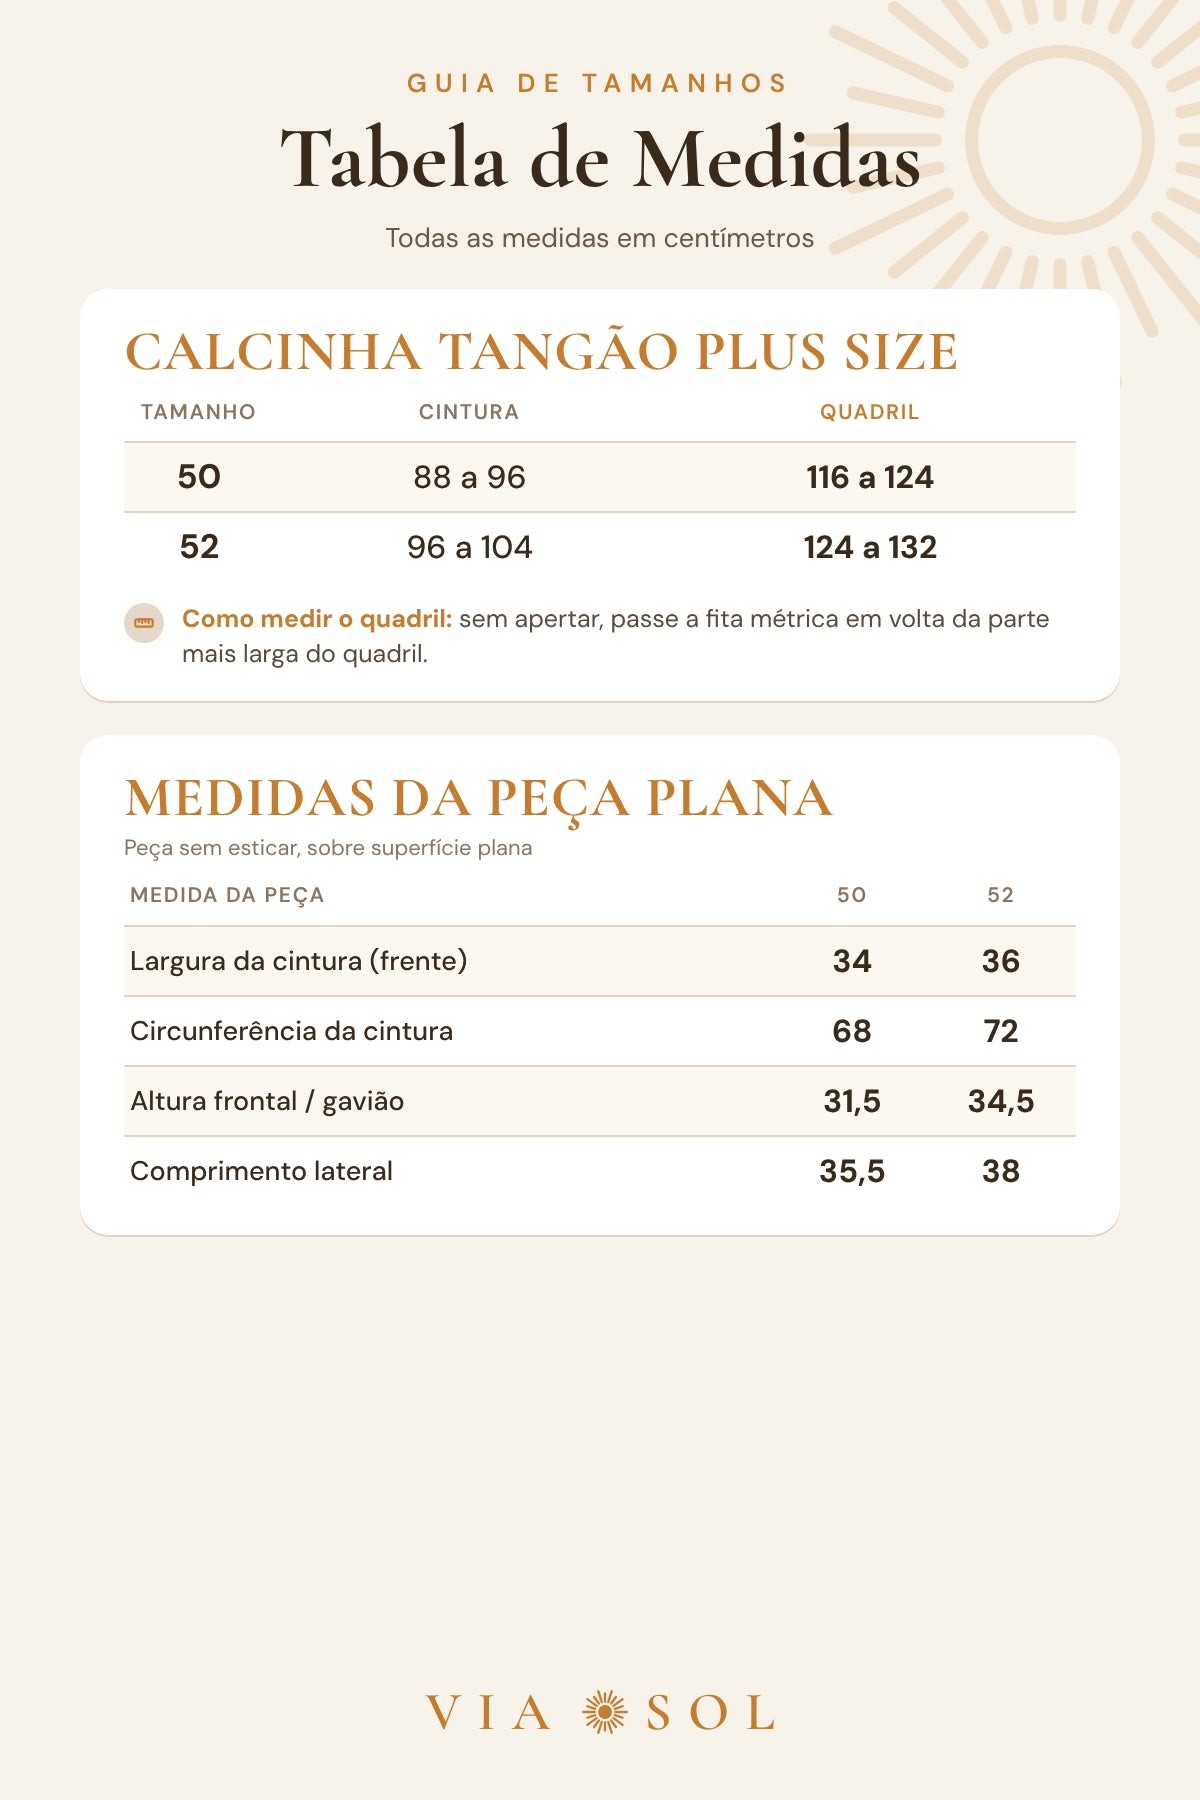 GUIA DE TAMANHOS
Tabela de Medidas
Todas as medidas em centímetros
CALCINHA TANGÃO PLUS SIZE
TAMANHO CINTURA QUADRIL
50 88 a 96 116 a 124
52 96 a 104 124 a 132
Como medir o quadril: sem apertar, passe a fita métrica em volta da parte
mais larga do quadril.
MEDIDAS DA PEÇA PLANA
Peça sem esticar, sobre superfície plana
MEDIDA DA PEÇA 50 52
Largura da cintura (frente) 34 36
Circunferência da cintura 68 72
Altura frontal / gavião 31,5 34,5
Comprimento lateral 35,5 38
VIA SOL